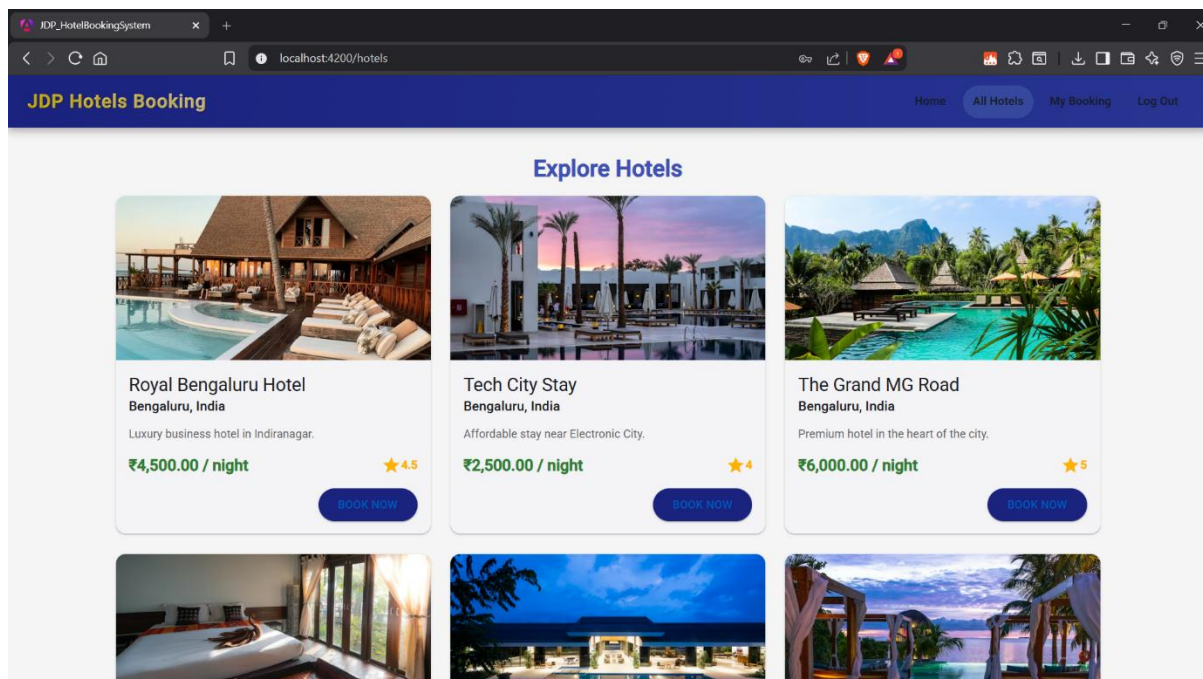 JDP_HotelBookingSystem
localhost:4200/hotels
JDP Hotels Booking
Home All Hotels My Booking Log Out
Explore Hotels
Royal Bengaluru Hotel
Bengaluru, India
Luxury business hotel in Indiranagar.
₹4,500.00 / night
4.5
BOOK NOW
Tech City Stay
Bengaluru, India
Affordable stay near Electronic City.
₹2,500.00 / night
4
BOOK NOW
The Grand MG Road
Bengaluru, India
Premium hotel in the heart of the city.
₹6,000.00 / night
5
BOOK NOW